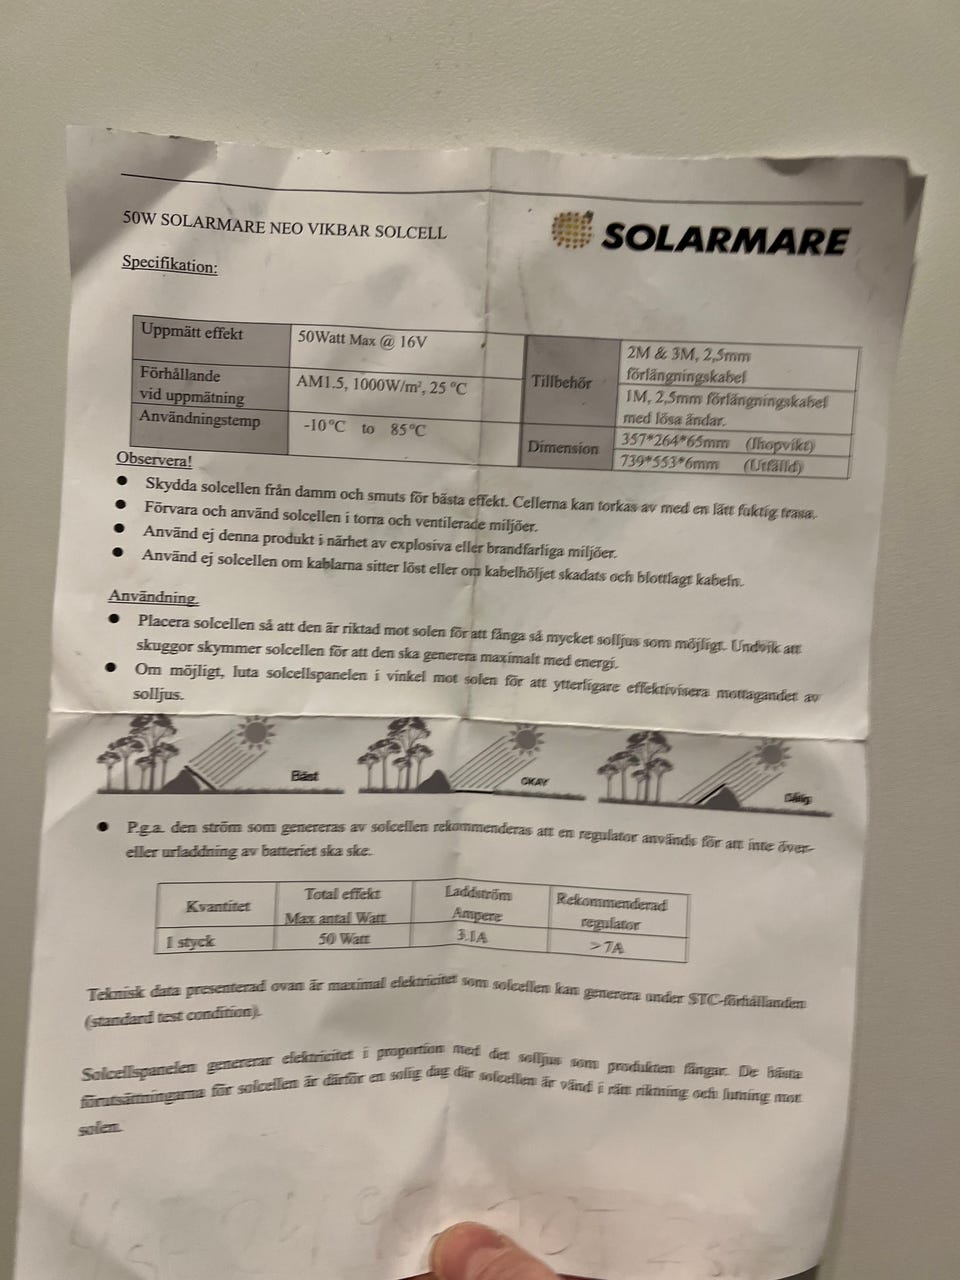 50W SOLARMARE NEO VIKBAR SOLCELL
SOLARMARE
Specifikation:
Uppmätt effekt
50Watt Max @ 16V
Förhållande
vid uppmätning
AM1.5, 1000W/m², 25 °C
Användningstemp
-10°C to 85°C
Tillbehör
2M & 3M, 2,5mm
förlängningskabel
1M, 2,5mm förlängningskabel
med lösa ändar.
Dimension
357*264*65mm (Ihopvikt)
739*553*6mm (Utfälld)
Observera!
● Skydda solcellen från damm och smuts för bästa effekt. Cellerna kan torkas av med en lätt fuktig trasa.
● Förvara och använd solcellen i torra och ventilerade miljöer.
● Använd ej denna produkt i närhet av explosiva eller brandfarliga miljöer.
● Använd ej solcellen om kablarna sitter löst eller om kabelhöljet skadats och blottlagt kabeln.
Användning
● Placera solcellen så att den är riktad mot solen för att fånga så mycket solljus som möjligt. Undvik att
skuggor skymmer solcellen för att den ska generera maximalt med energi.
● Om möjligt, luta solcellspanelen i vinkel mot solen för att ytterligare effektivisera mottagandet av
solljus.
Bäst
OKAY
Dålig
● P.g.a. den ström som genereras av solcellen rekommenderas att en regulator används för att inte över-
eller urladdning av batteriet ska ske.
Kvantitet
Total effekt
Max antal Watt
Laddström
Ampere
Rekommenderad
regulator
1 styck
50 Watt
3.1A
>7A
Teknisk data presenterad ovan är maximal elektricitet som solcellen kan generera under STC-förhållanden
(standard test condition).
Solcellspanelen genererar elektricitet i proportion med det solljus som produkten fångar. De bästa
förutsättningarna för solcellen är därför en solig dag där solcellen är vänd i rätt riktning och lutning mot
solen.